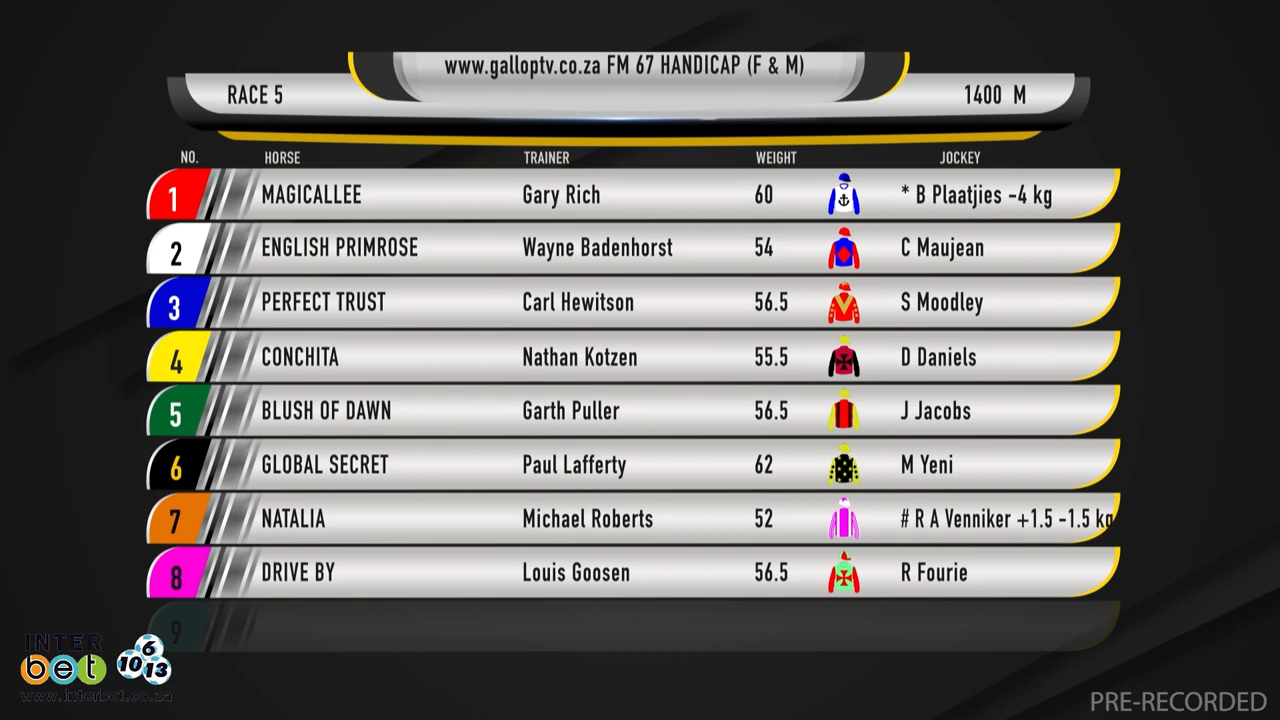 www.galloptv.co.za FM 67 HANDICAP (F & M)
RACE 5 1400 M
NO. HORSE TRAINER WEIGHT JOCKEY
1 MAGICALLEE Gary Rich 60 * B Plaatjies -4 kg
2 ENGLISH PRIMROSE Wayne Badenhorst 54 C Maujean
3 PERFECT TRUST Carl Hewitson 56.5 S Moodley
4 CONCHITA Nathan Kotzen 55.5 D Daniels
5 BLUSH OF DAWN Garth Puller 56.5 J Jacobs
6 GLOBAL SECRET Paul Lafferty 62 M Yeni
7 NATALIA Michael Roberts 52 # R A Venniker +1.5 -1.5 kg
8 DRIVE BY Louis Goosen 56.5 R Fourie
9
INTER
bet 10 6 13
www.interbet.co.za
PRE-RECORDED